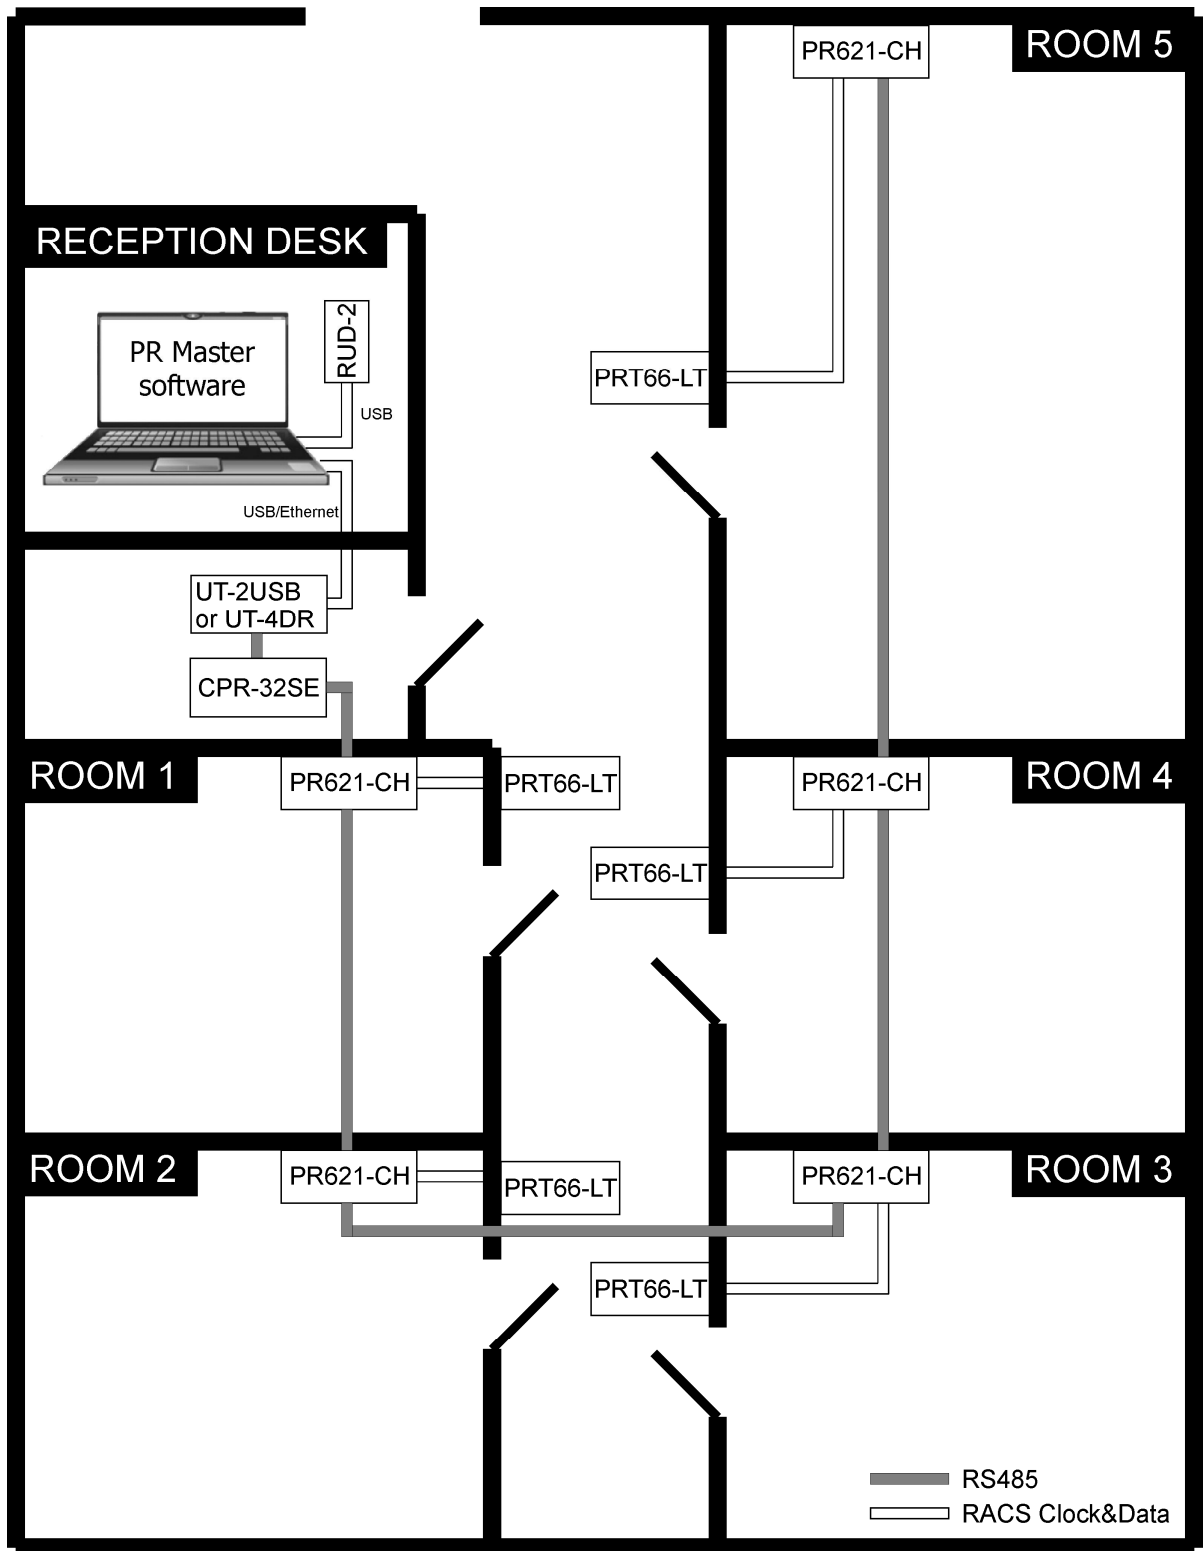 ROOM 5
PR621-CH
RECEPTION DESK
PR Master
software
RUD-2
USB
USB/Ethernet
PRT66-LT
UT-2USB
or UT-4DR
CPR-32SE
ROOM 1
PR621-CH
PRT66-LT
PR621-CH
ROOM 4
PRT66-LT
ROOM 2
PR621-CH
PRT66-LT
PR621-CH
ROOM 3
PRT66-LT
RS485
RACS Clock&Data